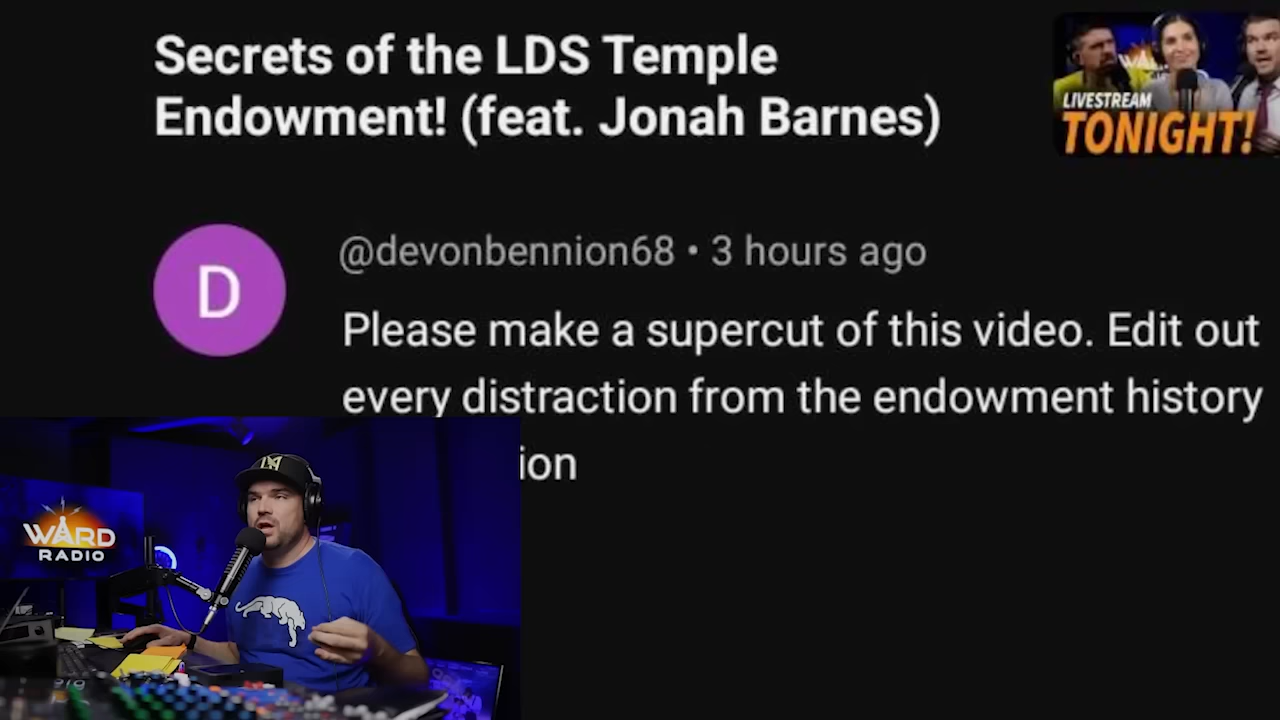 Secrets of the LDS Temple
Endowment! (feat. Jonah Barnes)
LIVESTREAM
TONIGHT!
D
@devonbennion68 • 3 hours ago
Please make a supercut of this video. Edit out
every distraction from the endowment history
ion
WARD
RADIO